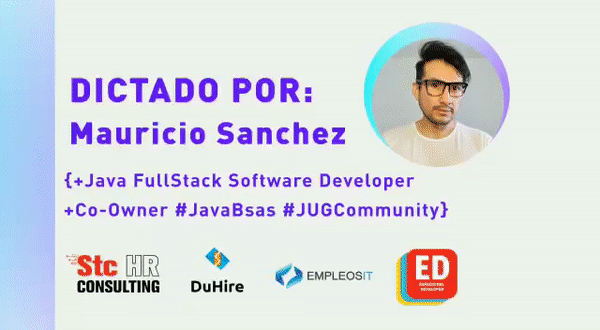 DICTADO POR:
Mauricio Sanchez
{+Java FullStack Software Developer
+Co-Owner #JavaBsas #JUGCommunity}
Stc HR
CONSULTING
DuHire
EMPLEOSIT
ED